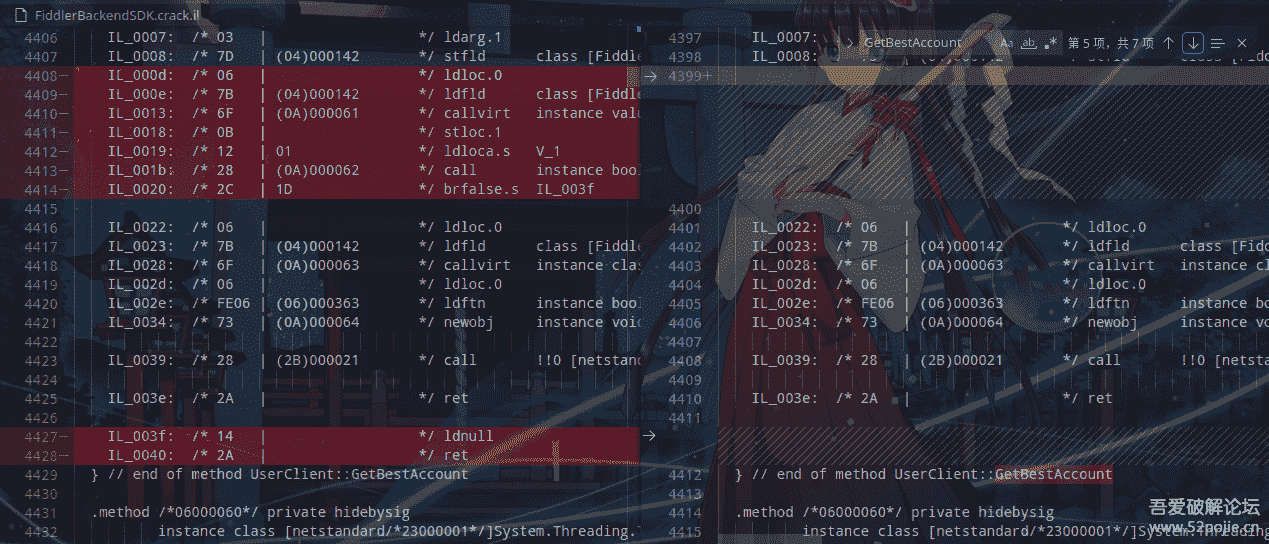 FiddlerBackendSDK.crack.il
GetBestAccount
Aa ab .* 第 5 项，共 7 项
4406 IL_0007: /* 03 | */ ldarg.1
4407 IL_0008: /* 7D | (04)000142 */ stfld class [Fiddle
4408 IL_000d: /* 06 | */ ldloc.0
4409 IL_000e: /* 7B | (04)000142 */ ldfld class [Fiddle
4410 IL_0013: /* 6F | (0A)000061 */ callvirt instance valu
4411 IL_0018: /* 0B | */ stloc.1
4412 IL_0019: /* 12 | 01 */ ldloca.s V_1
4413 IL_001b: /* 28 | (0A)000062 */ call instance bool
4414 IL_0020: /* 2C | 1D */ brfalse.s IL_003f
4415
4416 IL_0022: /* 06 | */ ldloc.0
4417 IL_0023: /* 7B | (04)000142 */ ldfld class [Fiddle
4418 IL_0028: /* 6F | (0A)000063 */ callvirt instance clas
4419 IL_002d: /* 06 | */ ldloc.0
4420 IL_002e: /* FE06 | (06)000363 */ ldftn instance bool
4421 IL_0034: /* 73 | (0A)000064 */ newobj instance void
4422
4423 IL_0039: /* 28 | (2B)000021 */ call !!0 [netstand
4424
4425 IL_003e: /* 2A | */ ret
4426
4427 IL_003f: /* 14 | */ ldnull
4428 IL_0040: /* 2A | */ ret
4429 } // end of method UserClient::GetBestAccount
4430
4431 .method /*06000060*/ private hidebysig
4432 instance class [netstandard/*23000001*/]System.Threading.
4397 IL_0007:
4398 IL_0008:
4399+
4400
4401 IL_0022: /* 06 | */ ldloc.0
4402 IL_0023: /* 7B | (04)000142 */ ldfld class [Fiddle
4403 IL_0028: /* 6F | (0A)000063 */ callvirt instance cl
4404 IL_002d: /* 06 | */ ldloc.0
4405 IL_002e: /* FE06 | (06)000363 */ ldftn instance bo
4406 IL_0034: /* 73 | (0A)000064 */ newobj instance vo
4407
4408 IL_0039: /* 28 | (2B)000021 */ call !!0 [netsta
4409
4410 IL_003e: /* 2A | */ ret
4411
4412 } // end of method UserClient::GetBestAccount
4413
4414 .method /*06000060*/ private hidebysig
4415 instance class [netstandard/*23000001*/]System.Threadi
吾爱破解论坛
www.52pojie.cn